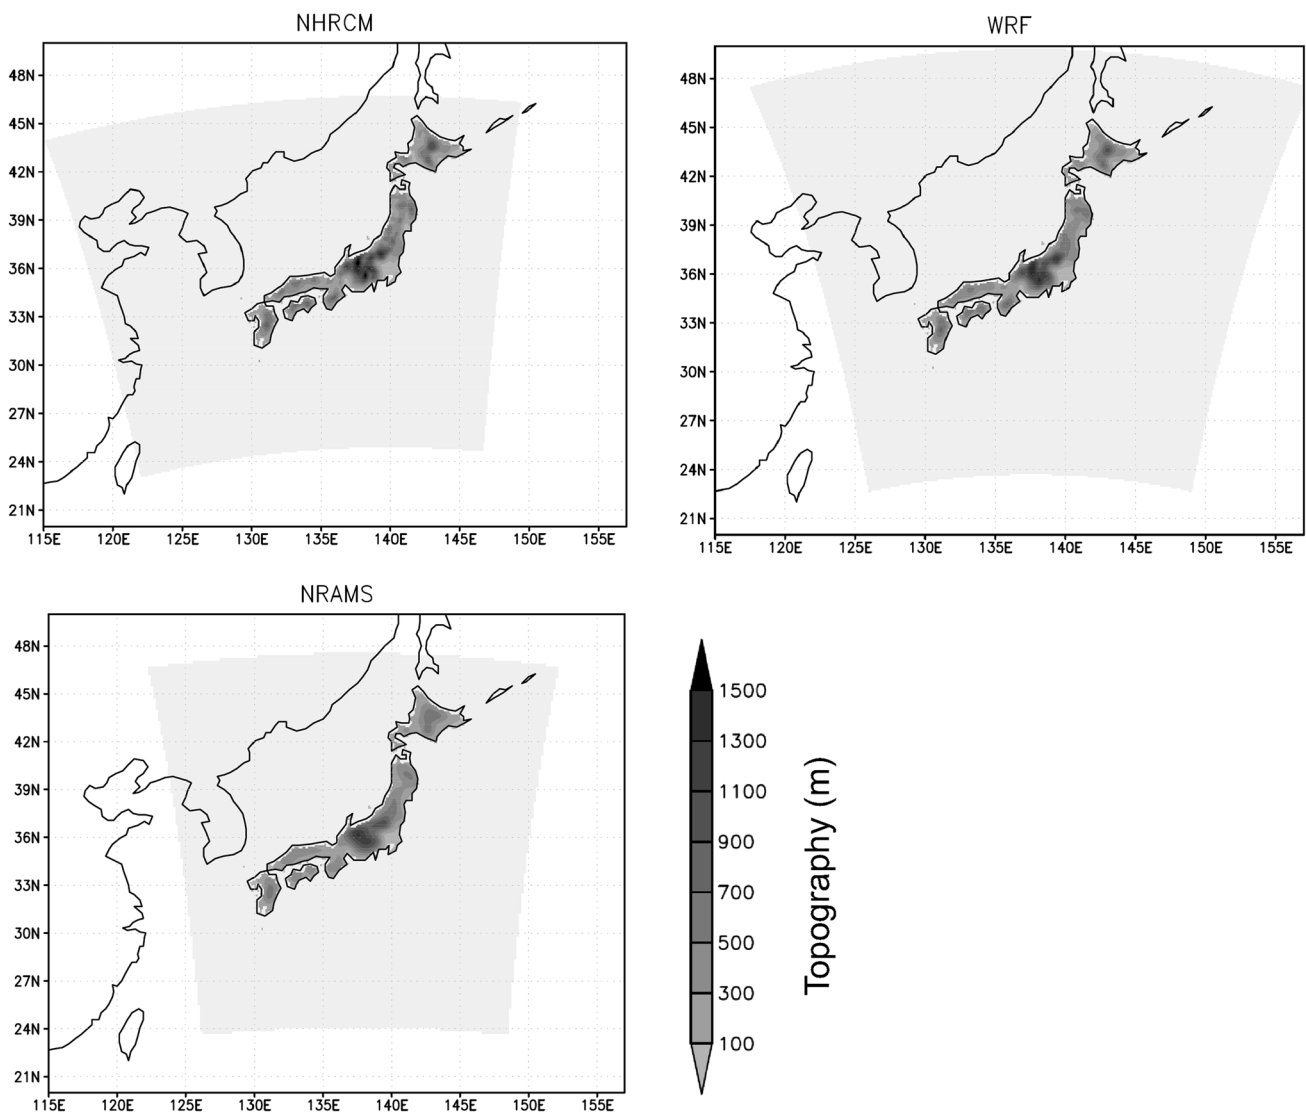 NHRCM
48N
45N
42N
39N
36N
33N
30N
27N
24N
21N
115E 120E 125E 130E 135E 140E 145E 150E 155E
WRF
48N
45N
42N
39N
36N
33N
30N
27N
24N
21N
115E 120E 125E 130E 135E 140E 145E 150E 155E
NRAMS
48N
45N
42N
39N
36N
33N
30N
27N
24N
21N
115E 120E 125E 130E 135E 140E 145E 150E 155E
1500
1300
1100
900
700
500
300
100
Topography (m)